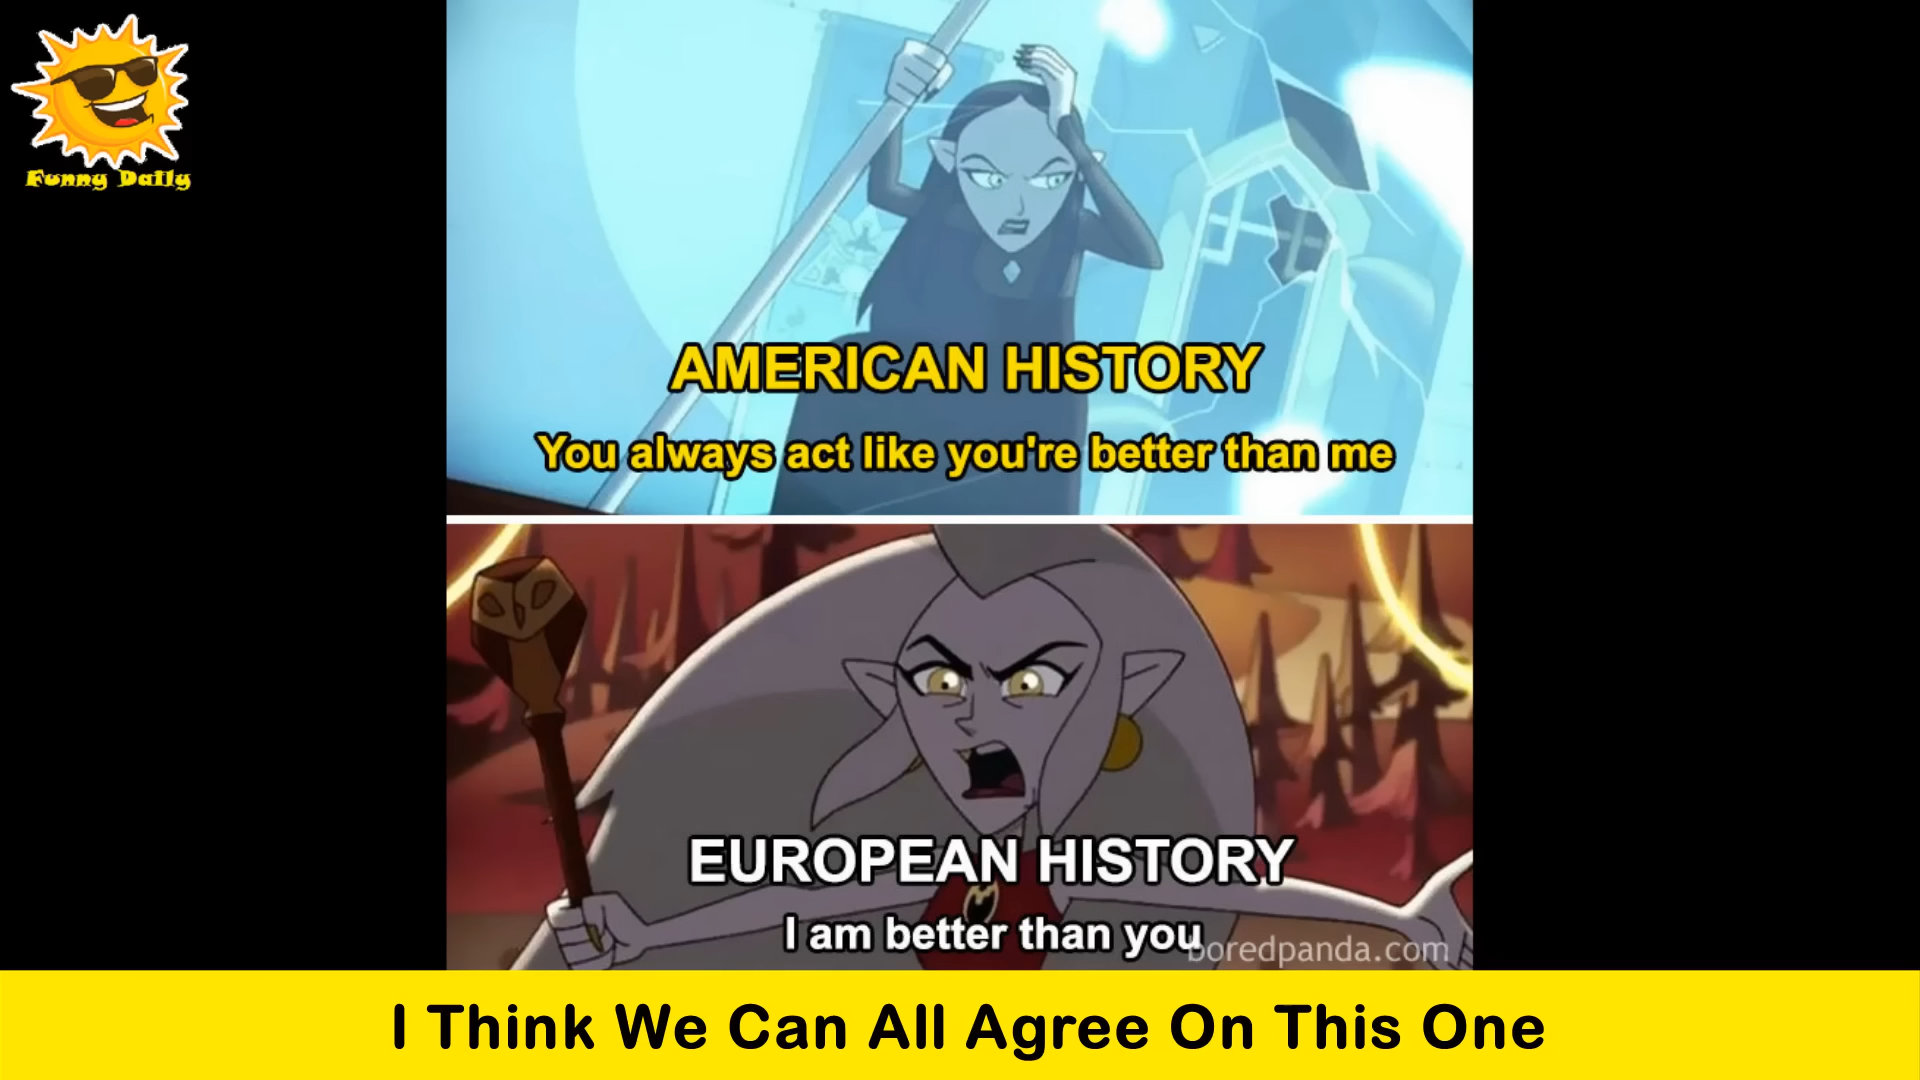 Funny Daily
AMERICAN HISTORY
You always act like you're better than me
EUROPEAN HISTORY
I am better than you
boredpanda.com
I Think We Can All Agree On This One